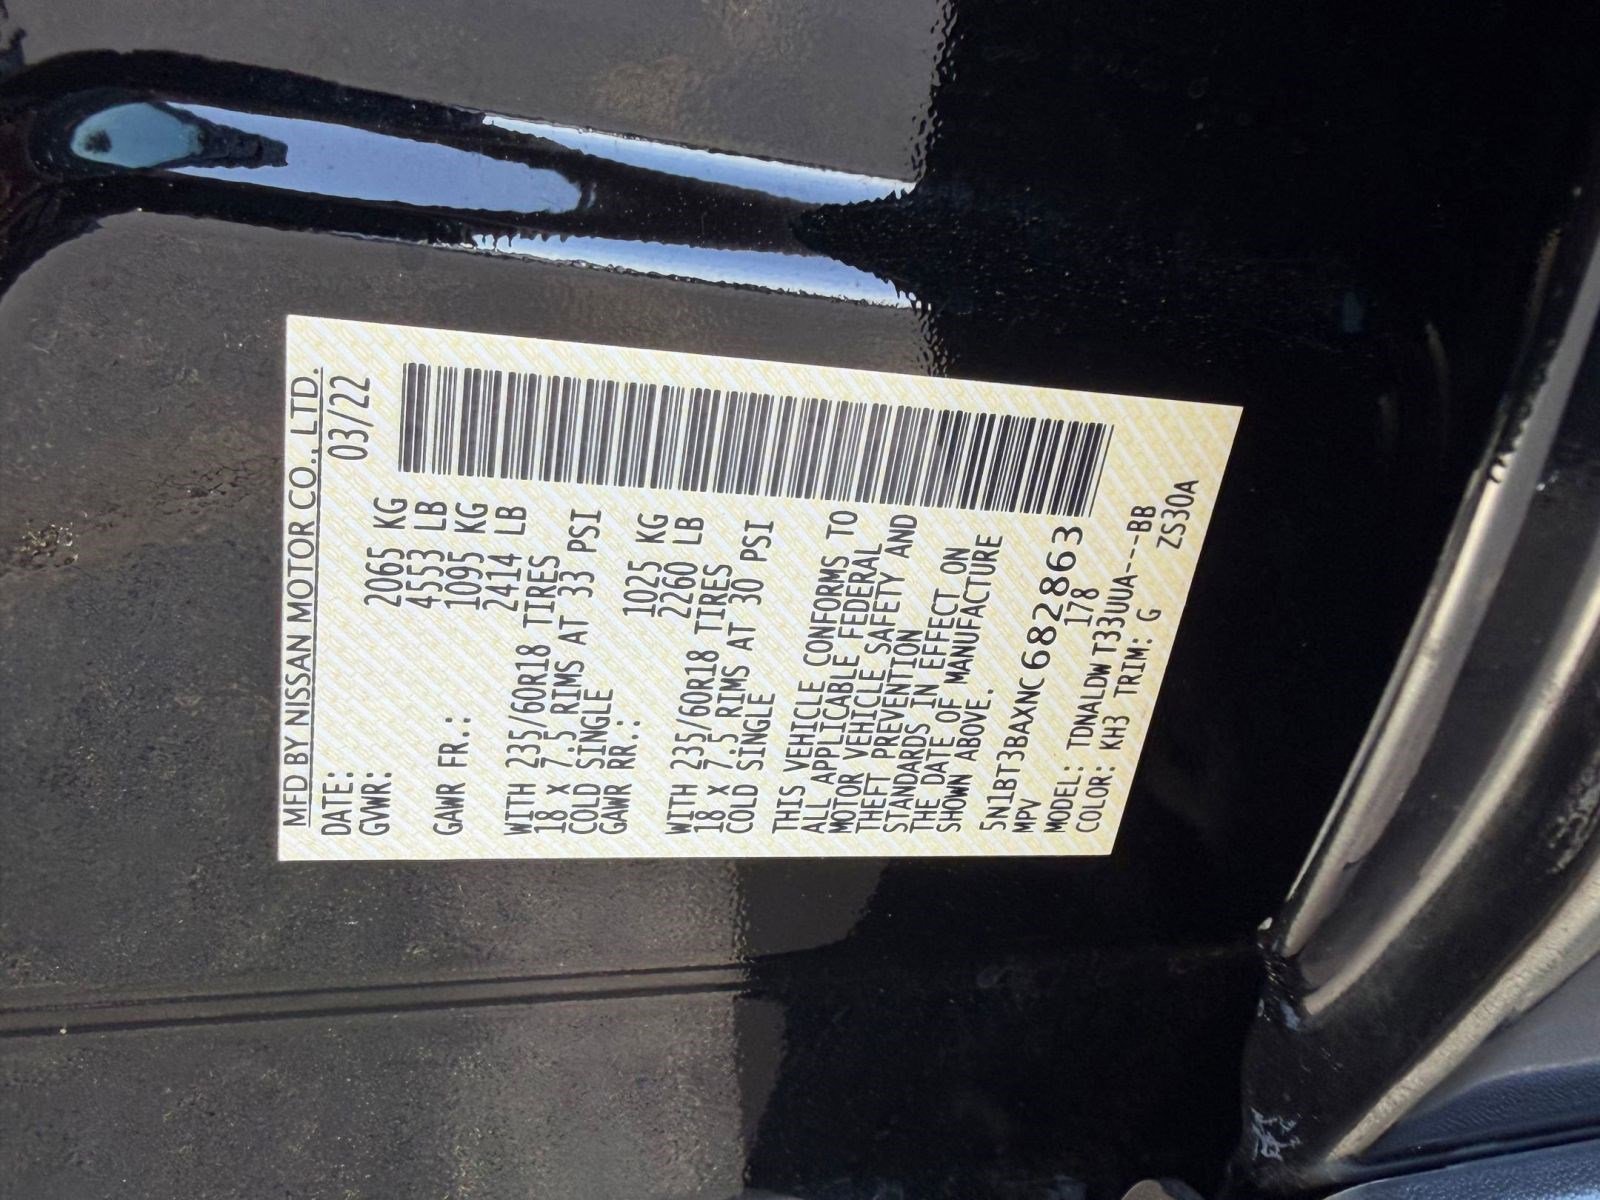 MFD BY NISSAN MOTOR CO., LTD.
DATE: 03/22
GVWR: 2065 KG
4553 LB
GAWR FR.: 1095 KG
2414 LB
WITH 235/60R18 TIRES
18 x 7.5 RIMS AT 33 PSI
COLD SINGLE
GAWR RR.: 1025 KG
2260 LB
WITH 235/60R18 TIRES
18 x 7.5 RIMS AT 30 PSI
COLD SINGLE
THIS VEHICLE CONFORMS TO
ALL APPLICABLE FEDERAL
MOTOR VEHICLE SAFETY AND
THEFT PREVENTION
STANDARDS IN EFFECT ON
THE DATE OF MANUFACTURE
SHOWN ABOVE.
5N1BT3BAXNC682863
MPV 178
MODEL: TDNALDW T33UUA----BB
COLOR: KH3 TRIM: G ZS30A